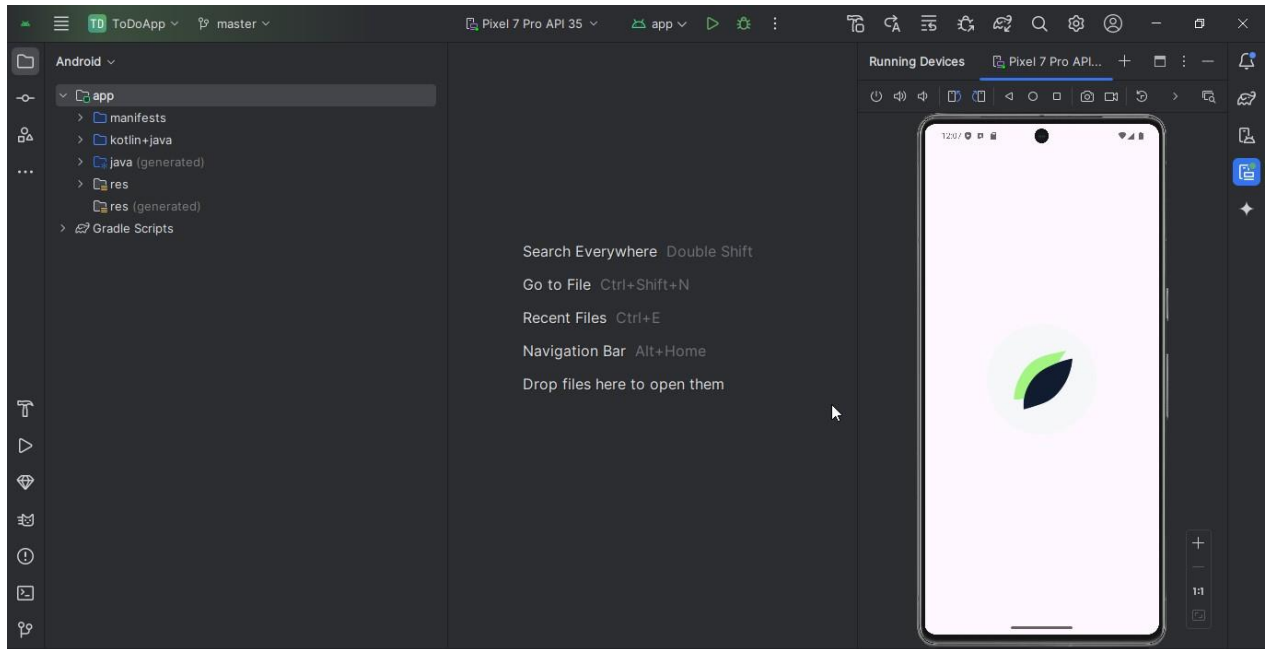 TD ToDoApp master Pixel 7 Pro API 35 app
Android
app
manifests
kotlin+java
java (generated)
res
res (generated)
Gradle Scripts
Search Everywhere Double Shift
Go to File Ctrl+Shift+N
Recent Files Ctrl+E
Navigation Bar Alt+Home
Drop files here to open them
Running Devices Pixel 7 Pro API...
12:07
1:1